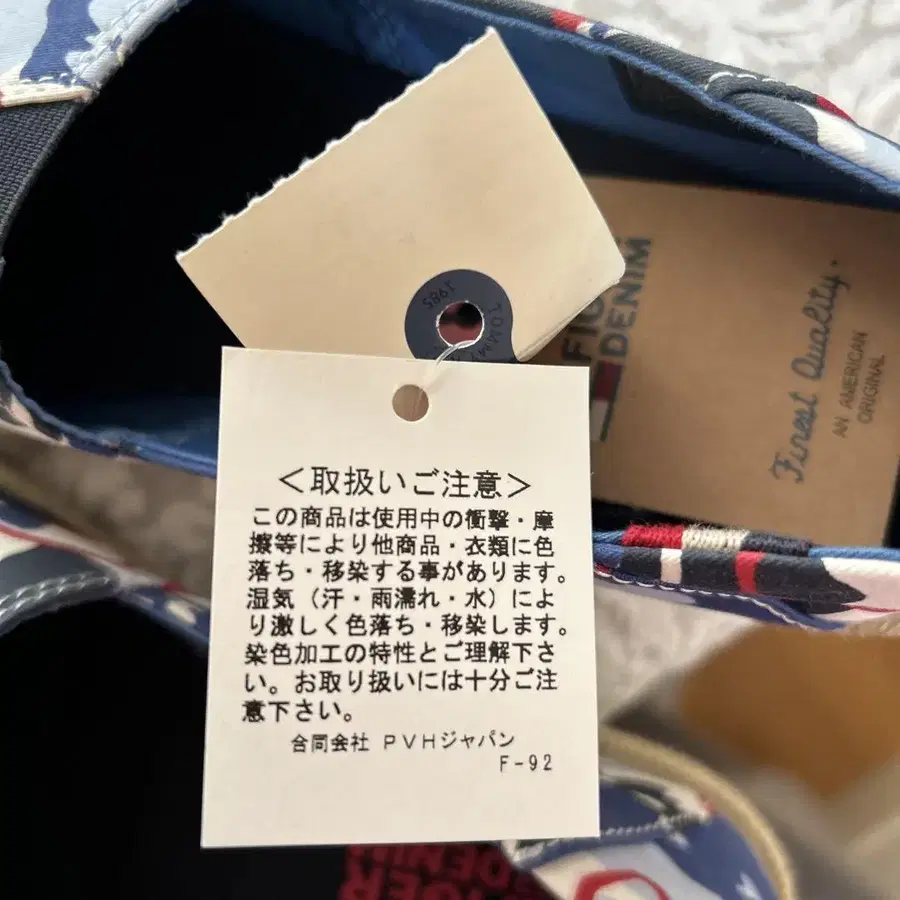 1985
TOMMY
FIG
DENIM
Finest Quality.
AN AMERICAN
ORIGINAL
＜取扱いご注意＞
この商品は使用中の衝撃・摩
擦等により他商品・衣類に色
落ち・移染する事があります。
湿気（汗・雨濡れ・水）によ
り激しく色落ち・移染します。
染色加工の特性とご理解下さ
い。お取り扱いには十分ご注
意下さい。
合同会社 PVHジャパン
F-92
GER
DENIM